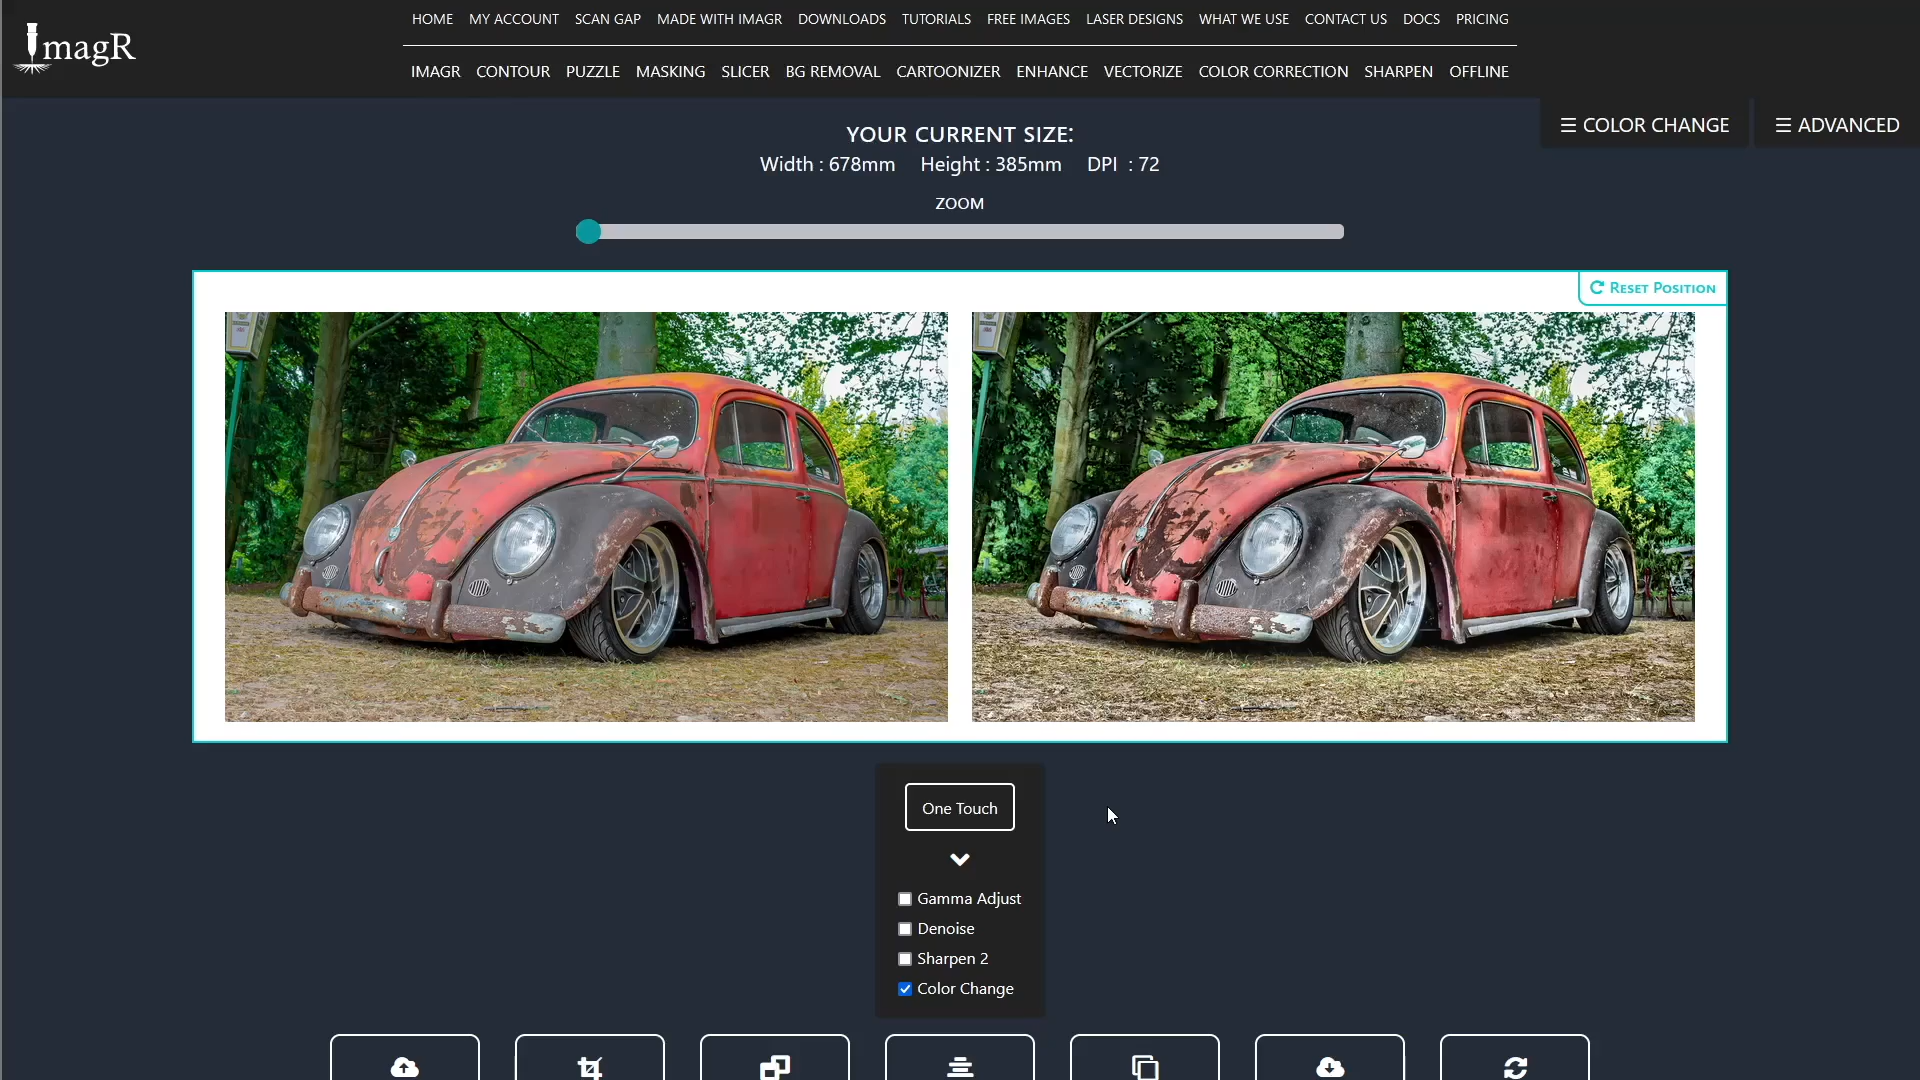 ImagR
HOME MY ACCOUNT SCAN GAP MADE WITH IMAGR DOWNLOADS TUTORIALS FREE IMAGES LASER DESIGNS WHAT WE USE CONTACT US DOCS PRICING
IMAGR CONTOUR PUZZLE MASKING SLICER BG REMOVAL CARTOONIZER ENHANCE VECTORIZE COLOR CORRECTION SHARPEN OFFLINE
☰ COLOR CHANGE ☰ ADVANCED
YOUR CURRENT SIZE:
Width : 678mm Height : 385mm DPI : 72
ZOOM
RESET POSITION
One Touch
Gamma Adjust
Denoise
Sharpen 2
Color Change